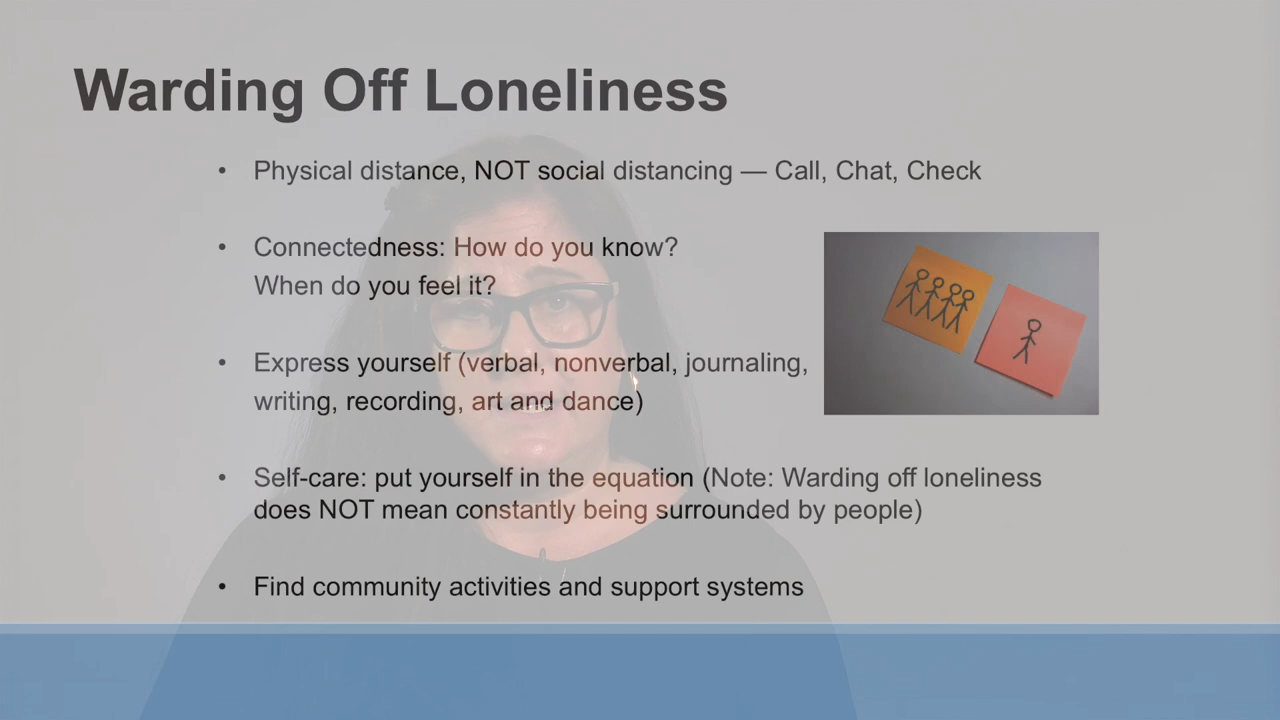 Warding Off Loneliness
• Physical distance, NOT social distancing — Call, Chat, Check
• Connectedness: How do you know?
When do you feel it?
• Express yourself (verbal, nonverbal, journaling,
writing, recording, art and dance)
• Self-care: put yourself in the equation (Note: Warding off loneliness
does NOT mean constantly being surrounded by people)
• Find community activities and support systems